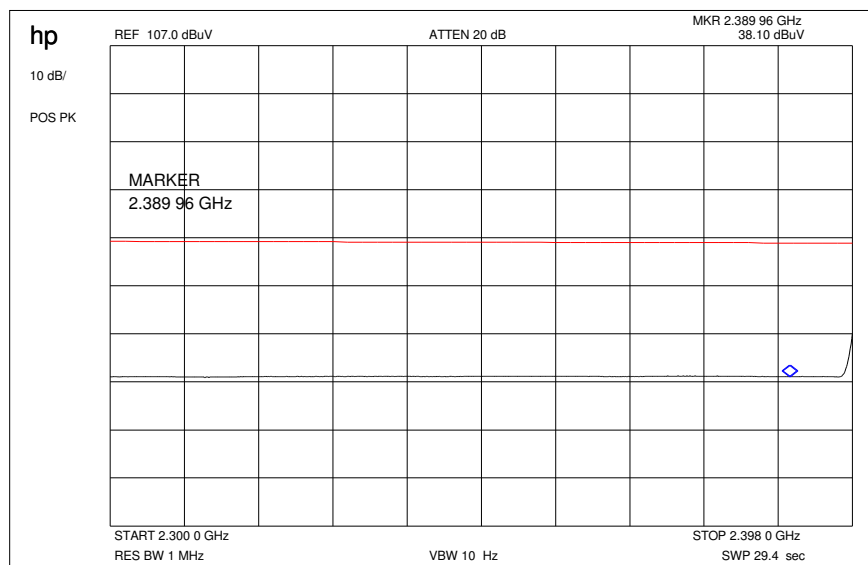 MKR 2.389 96 GHz
hp
REF 107.0 dBuV
ATTEN 20 dB
38.10 dBuV
10 dB/
POS PK
MARKER
2.389 96 GHz
START 2.300 0 GHz
STOP 2.398 0 GHz
RES BW 1 MHz
VBW 10 Hz
SWP 29.4 sec